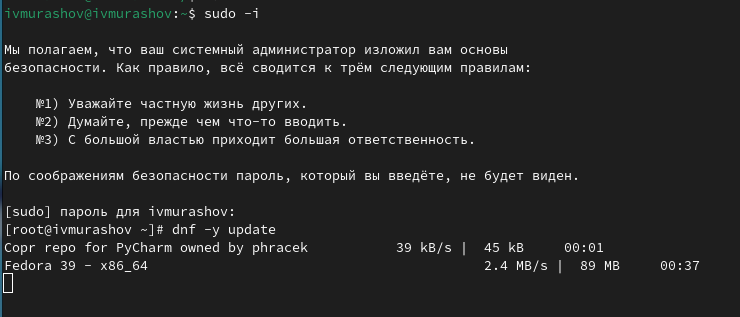 ivmurashov@ivmurashov:~$ sudo -i
Мы полагаем, что ваш системный администратор изложил вам основы
безопасности. Как правило, всё сводится к трём следующим правилам:
№1) Уважайте частную жизнь других.
№2) Думайте, прежде чем что-то вводить.
№3) С большой властью приходит большая ответственность.
По соображениям безопасности пароль, который вы введёте, не будет виден.
[sudo] пароль для ivmurashov:
[root@ivmurashov ~]# dnf -y update
Copr repo for PyCharm owned by phracek 39 kB/s | 45 kB 00:01
Fedora 39 - x86_64 2.4 MB/s | 89 MB 00:37